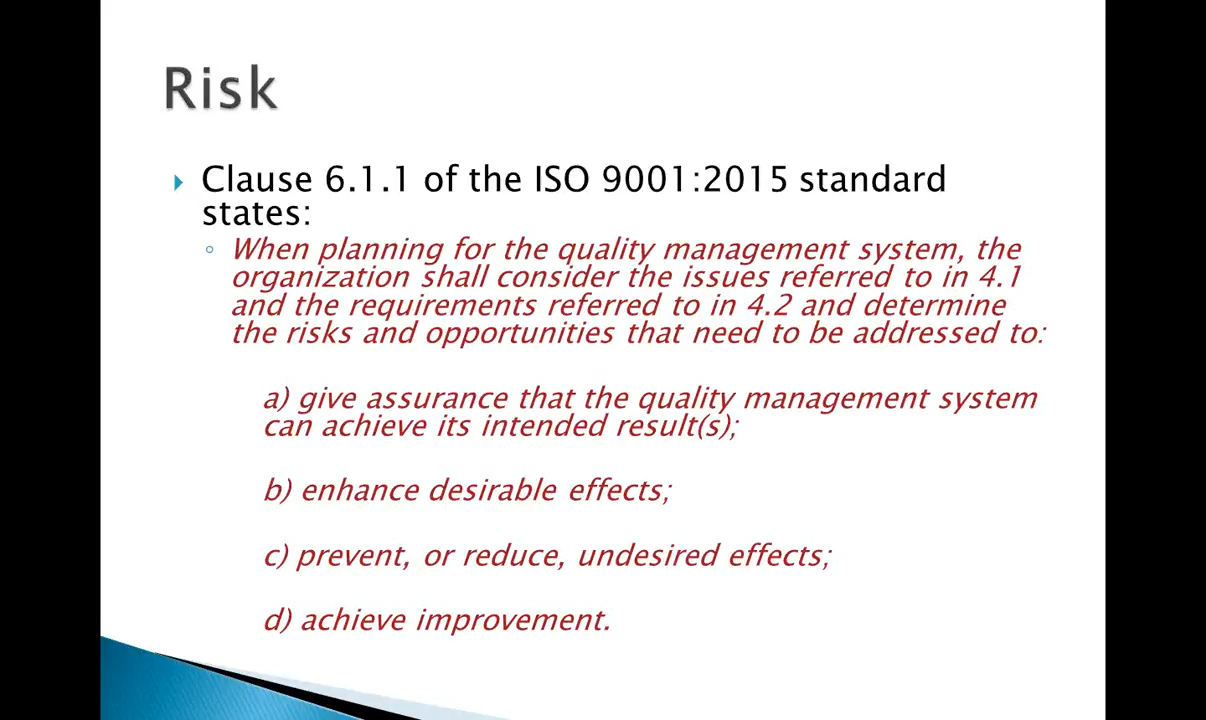 Risk
Clause 6.1.1 of the ISO 9001:2015 standard
states:
When planning for the quality management system, the
organization shall consider the issues referred to in 4.1
and the requirements referred to in 4.2 and determine
the risks and opportunities that need to be addressed to:
a) give assurance that the quality management system
can achieve its intended result(s);
b) enhance desirable effects;
c) prevent, or reduce, undesired effects;
d) achieve improvement.